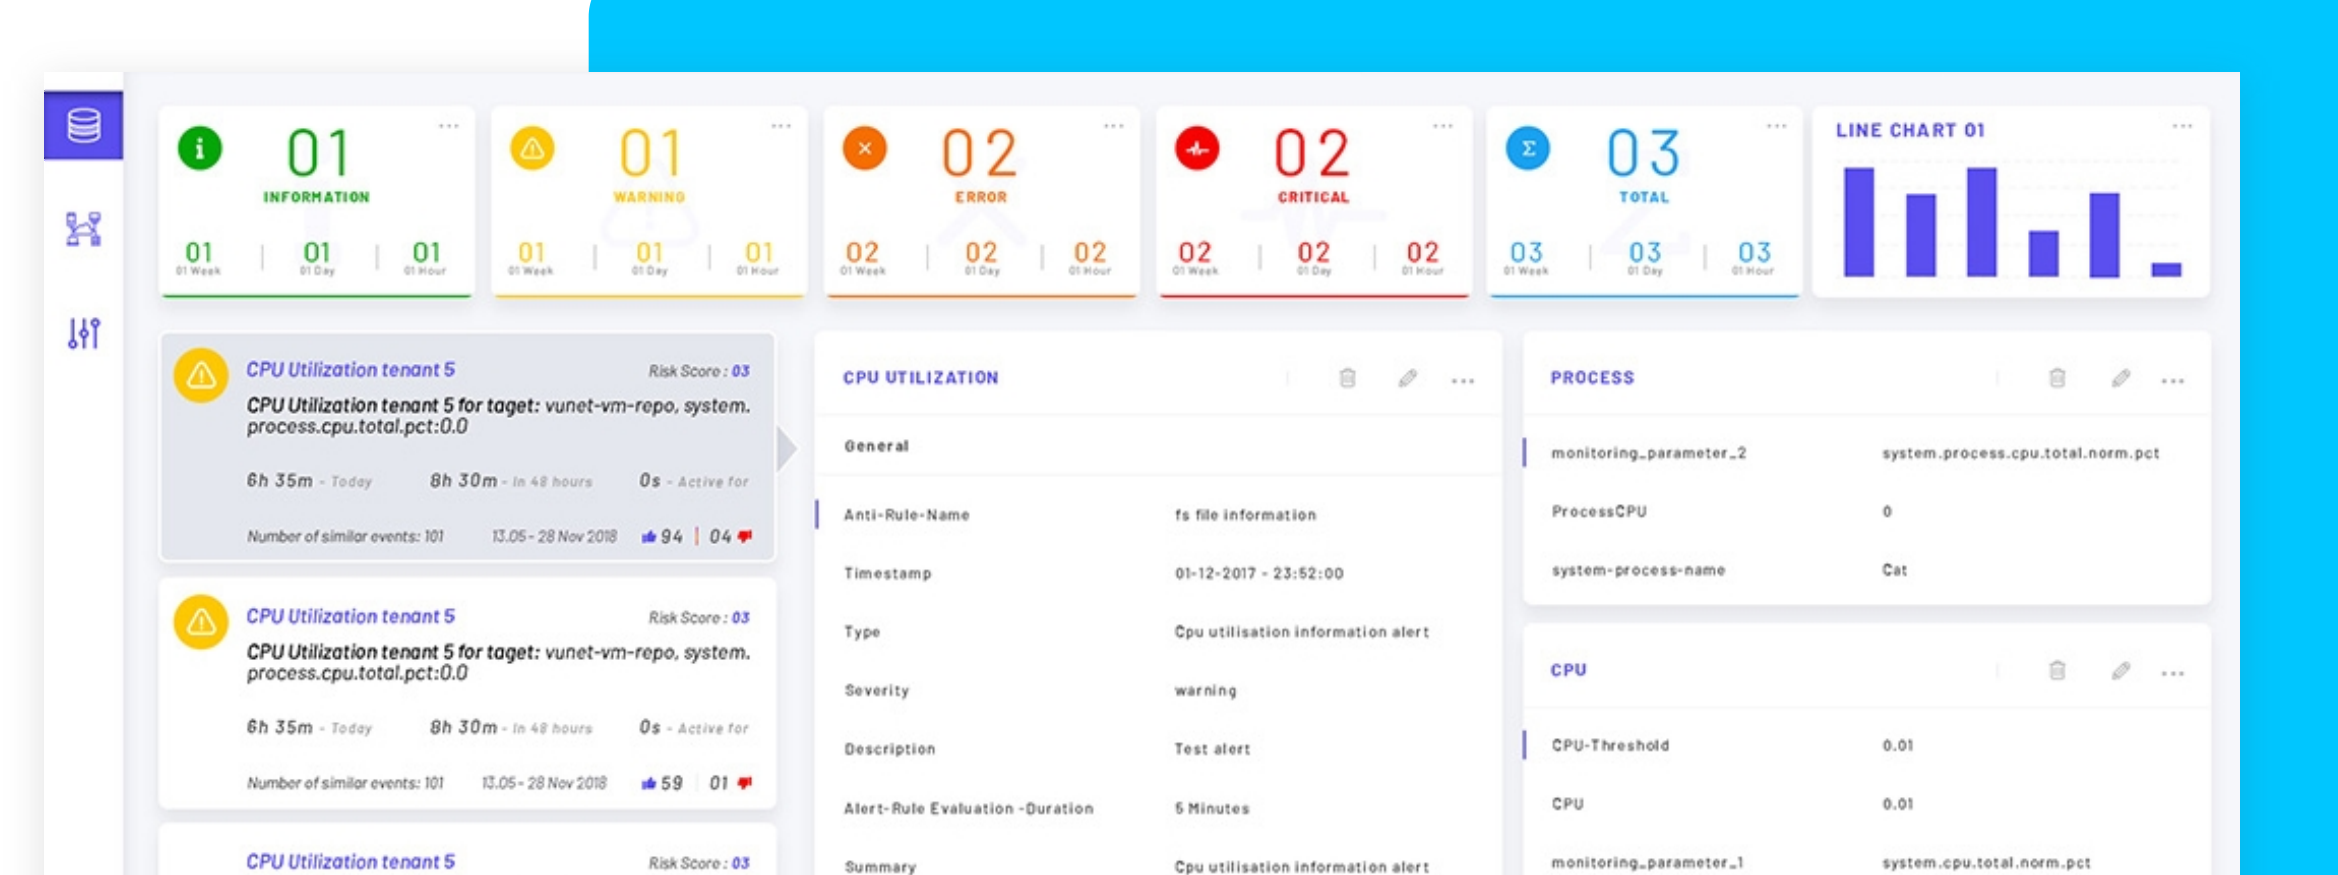 01
INFORMATION
01 01 01
01 Week 01 Day 01 Hour
01
WARNING
01 01 01
01 Week 01 Day 01 Hour
02
ERROR
02 02 02
01 Week 01 Day 01 Hour
02
CRITICAL
02 02 02
01 Week 01 Day 01 Hour
03
TOTAL
03 03 03
01 Week 01 Day 01 Hour
LINE CHART 01
CPU Utilization tenant 5 Risk Score : 03
CPU Utilization tenant 5 for taget: vunet-vm-repo, system.
process.cpu.total.pct:0.0
6h 35m - Today 8h 30m - In 48 hours 0s - Active for
Number of similar events: 101 13.05 - 28 Nov 2018 94 | 04
CPU Utilization tenant 5 Risk Score : 03
CPU Utilization tenant 5 for taget: vunet-vm-repo, system.
process.cpu.total.pct:0.0
6h 35m - Today 8h 30m - In 48 hours 0s - Active for
Number of similar events: 101 13.05 - 28 Nov 2018 59 01
CPU Utilization tenant 5 Risk Score : 03
CPU UTILIZATION
General
Anti-Rule-Name fs file information
Timestamp 01-12-2017 - 23:52:00
Type Cpu utilisation information alert
Severity warning
Description Test alert
Alert-Rule Evaluation -Duration 5 Minutes
Summary Cpu utilisation information alert
PROCESS
monitoring_parameter_2 system.process.cpu.total.norm.pct
ProcessCPU 0
system-process-name Cat
CPU
CPU-Threshold 0.01
CPU 0.01
monitoring_parameter_1 system.cpu.total.norm.pct